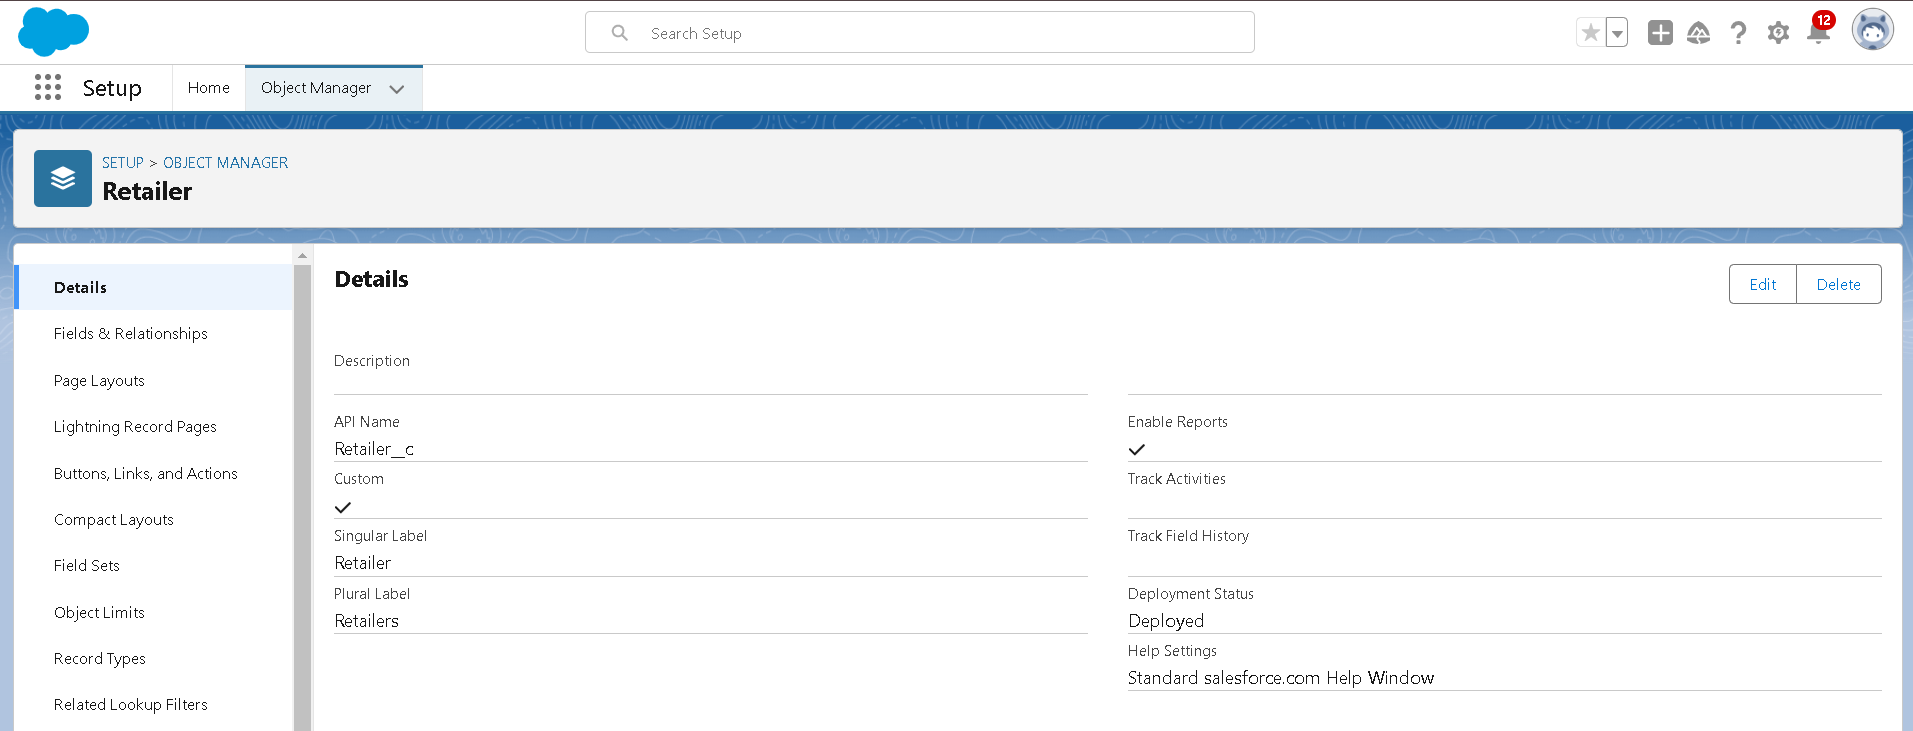 Search Setup
12
Setup
Home
Object Manager
SETUP > OBJECT MANAGER
Retailer
Details
Fields & Relationships
Page Layouts
Lightning Record Pages
Buttons, Links, and Actions
Compact Layouts
Field Sets
Object Limits
Record Types
Related Lookup Filters
Details
Edit
Delete
Description
API Name
Retailer__c
Custom
Singular Label
Retailer
Plural Label
Retailers
Enable Reports
Track Activities
Track Field History
Deployment Status
Deployed
Help Settings
Standard salesforce.com Help Window